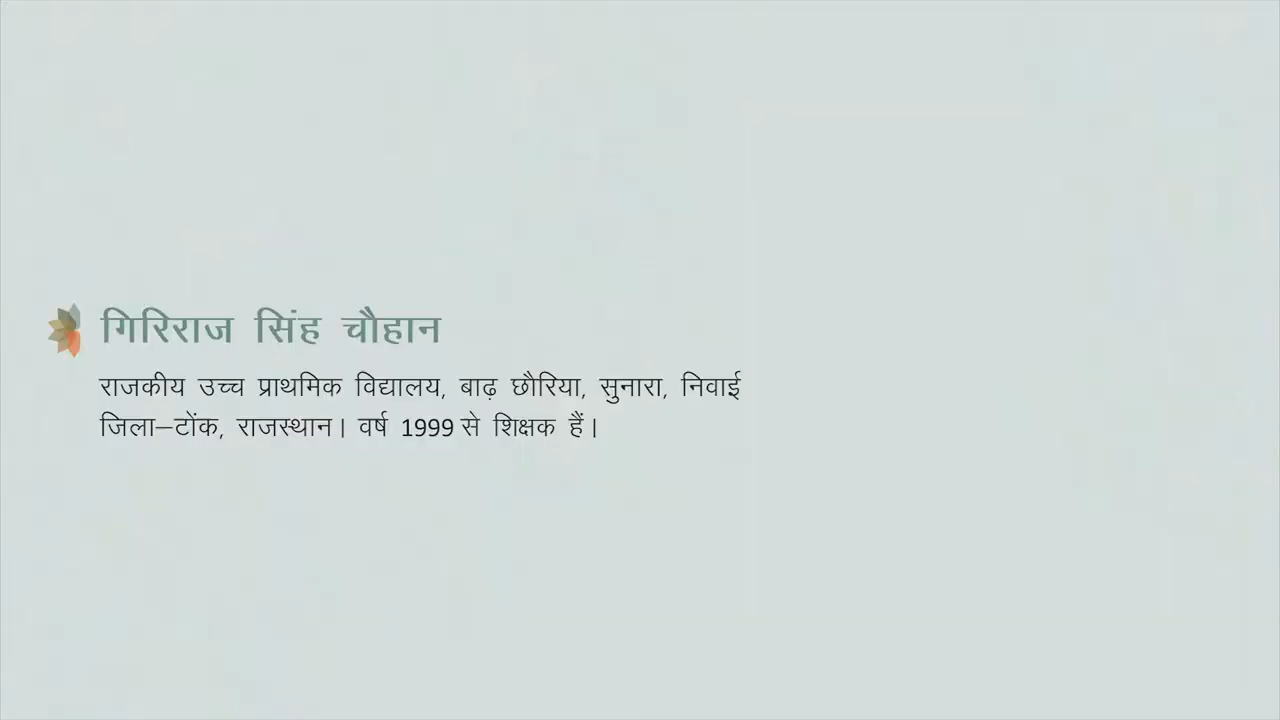 गिरिराज सिंह चौहान
राजकीय उच्च प्राथमिक विद्यालय, बाढ़ छौरिया, सुनारा, निवाई
जिला–टोंक, राजस्थान। वर्ष 1999 से शिक्षक हैं।